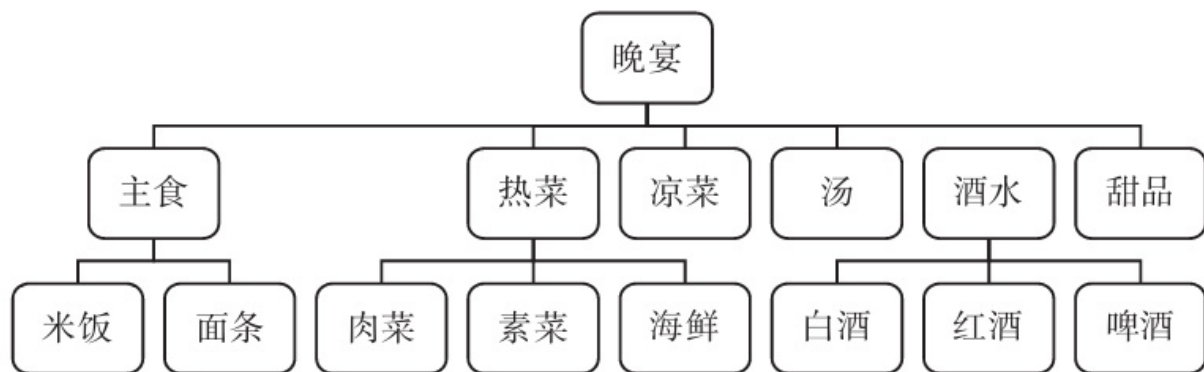 晚宴
主食 热菜 凉菜 汤 酒水 甜品
米饭 面条 肉菜 素菜 海鲜 白酒 红酒 啤酒